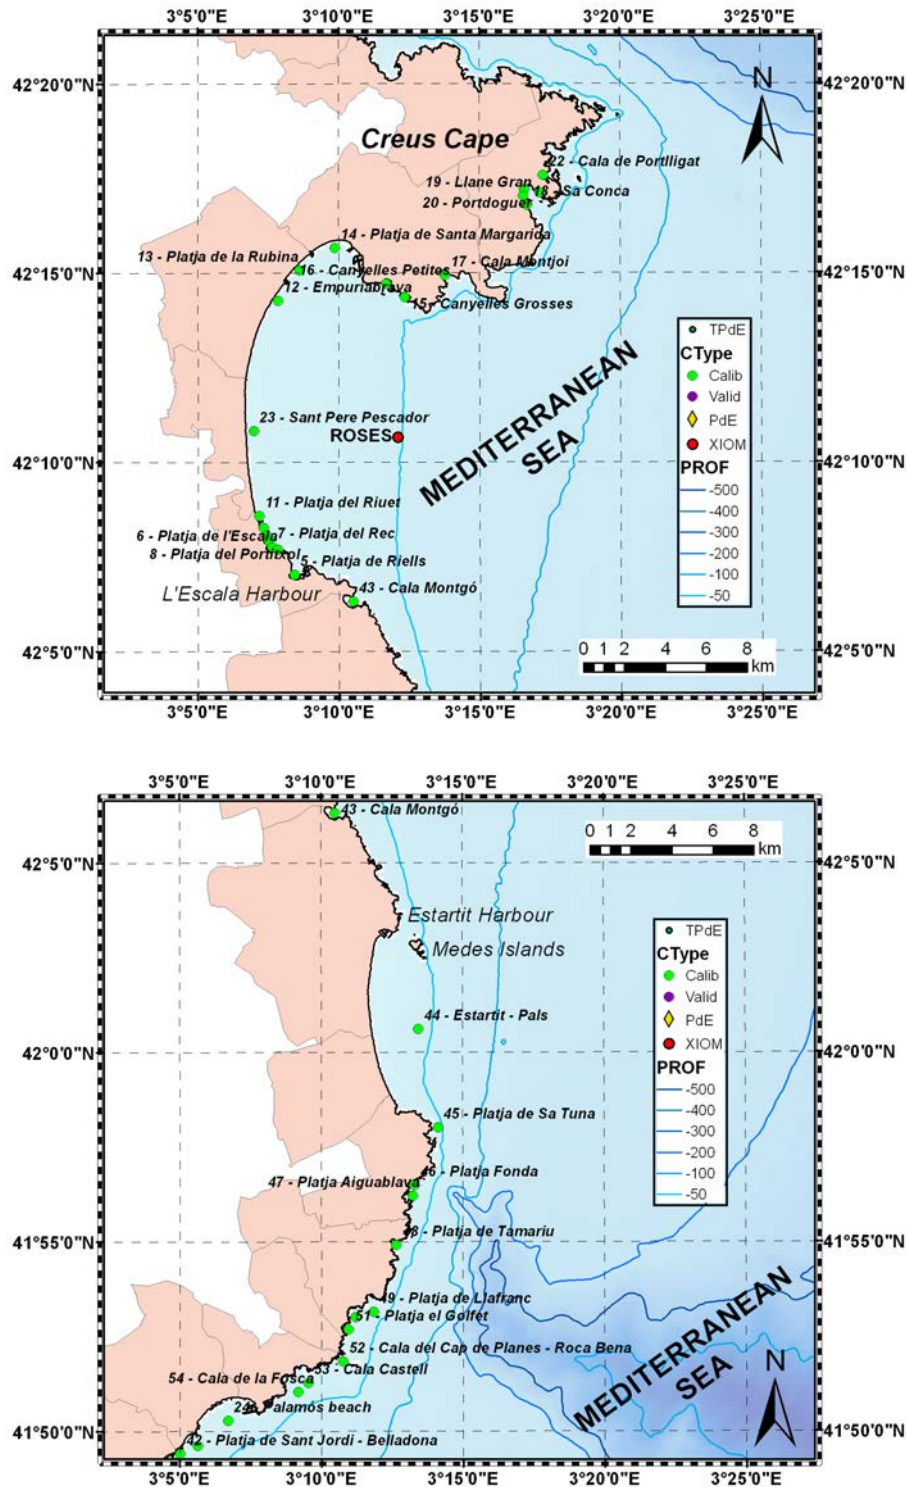 3°5'0"E 3°10'0"E 3°15'0"E 3°20'0"E 3°25'0"E
42°20'0"N 42°20'0"N
N
Creus Cape
22 - Cala de Portlligat
19 - Llane Gran
18 - Sa Conca
20 - Portdoguer
14 - Platja de Santa Margarida
13 - Platja de la Rubina
17 - Cala Montjoi
42°15'0"N 42°15'0"N
16 - Canyelles Petites
12 - Empuriabrava
15 - Canyelles Grosses
TPdE
CType
Calib
Valid
PdE
XIOM
PROF
-500
-400
-300
-200
-100
-50
MEDITERRANEAN
SEA
23 - Sant Pere Pescador
ROSES
42°10'0"N 42°10'0"N
11 - Platja del Riuet
7 - Platja del Rec
6 - Platja de l'Escala
8 - Platja del Portitxol
5 - Platja de Riells
43 - Cala Montgó
L'Escala Harbour
42°5'0"N 42°5'0"N
0 1 2 4 6 8
km
3°5'0"E 3°10'0"E 3°15'0"E 3°20'0"E 3°25'0"E
3°5'0"E 3°10'0"E 3°15'0"E 3°20'0"E 3°25'0"E
43 - Cala Montgó
0 1 2 4 6 8
km
42°5'0"N 42°5'0"N
Estartit Harbour
Medes Islands
TPdE
CType
Calib
Valid
PdE
XIOM
PROF
-500
-400
-300
-200
-100
-50
44 - Estartit - Pals
42°0'0"N 42°0'0"N
45 - Platja de Sa Tuna
46 - Platja Fonda
47 - Platja Aiguablava
48 - Platja de Tamariu
41°55'0"N 41°55'0"N
49 - Platja de Llafranc
51 - Platja el Golfet
52 - Cala del Cap de Planes - Roca Bena
53 - Cala Castell
54 - Cala de la Fosca
MEDITERRANEAN
SEA
N
Palamós beach
42 - Platja de Sant Jordi - Belladona
41°50'0"N 41°50'0"N
3°5'0"E 3°10'0"E 3°15'0"E 3°20'0"E 3°25'0"E